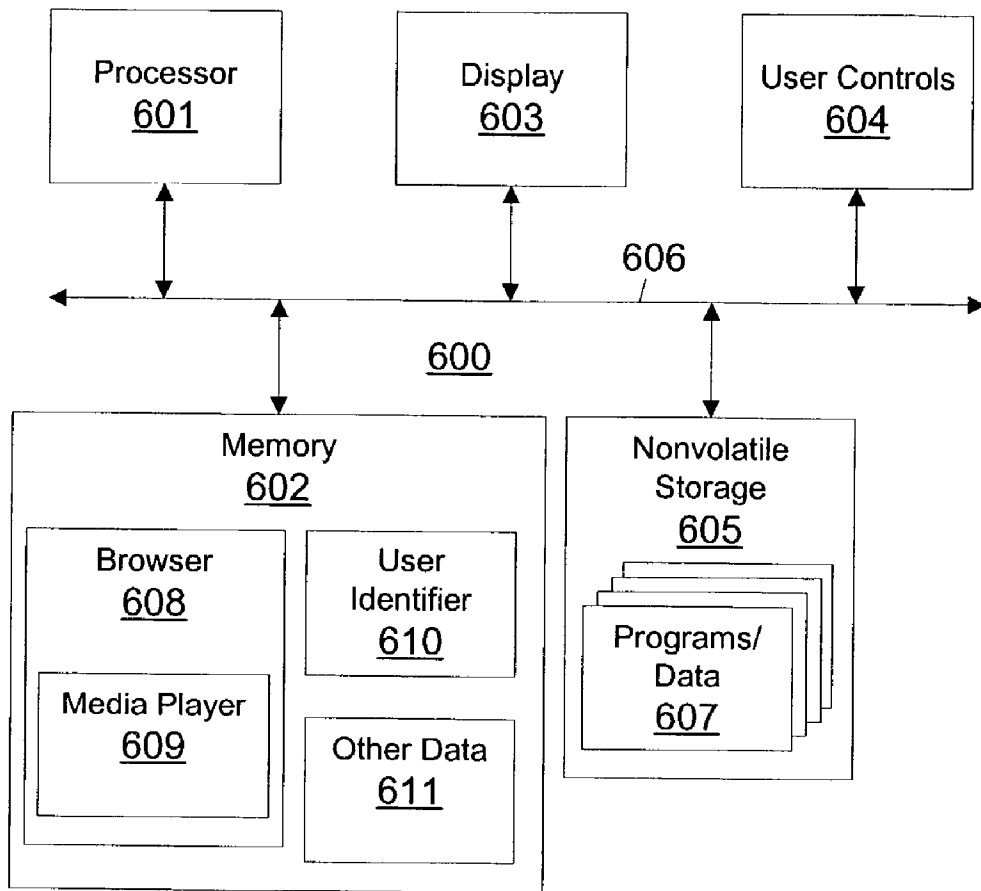 Processor
601
Display
603
User Controls
604
606
600
Memory
602
Browser
608
Media Player
609
User
Identifier
610
Other Data
611
Nonvolatile
Storage
605
Programs/
Data
607